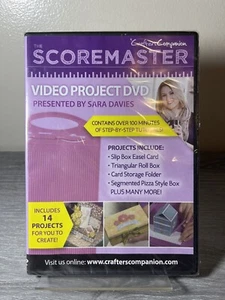 THE
SCOREMASTER
Crafter's Companion
VIDEO PROJECT DVD
PRESENTED BY SARA DAVIES
CONTAINS OVER 100 MINUTES
OF STEP-BY-STEP
PROJECTS INCLUDE:
• Slip Box Easel Card
• Triangular Roll Box
• Card Storage Folder
• Segmented Pizza Style Box
PLUS MANY MORE!
INCLUDES
14
PROJECTS
FOR YOU TO
CREATE!
Visit us online: www.crafterscompanion.com